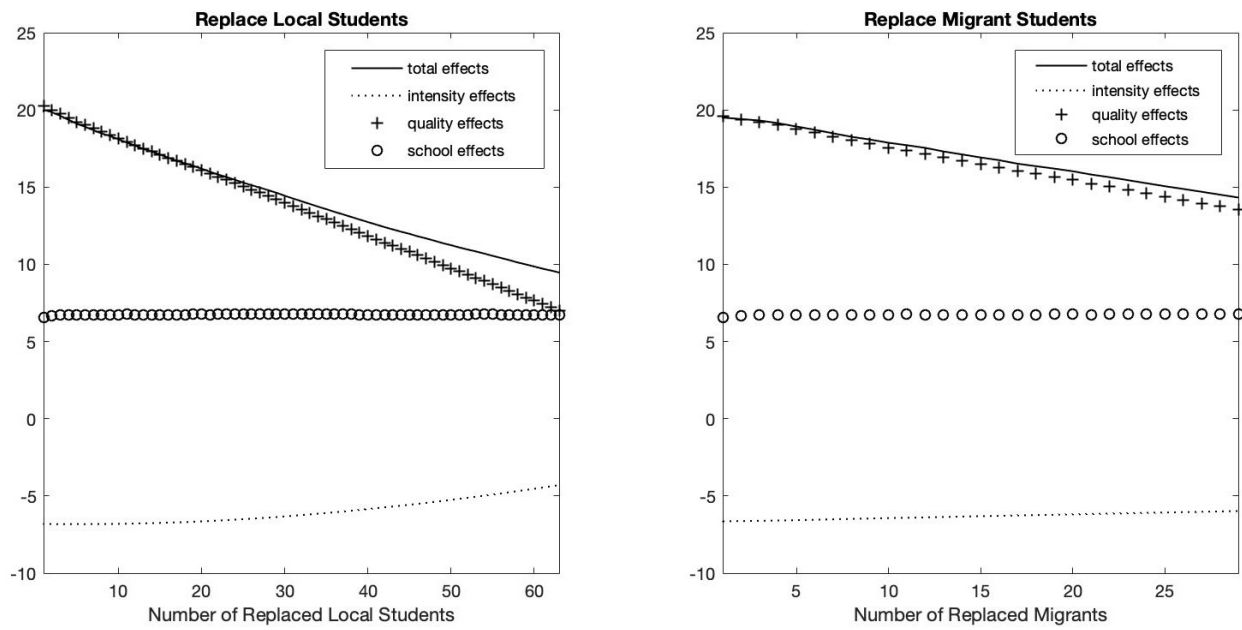 Replace Local Students
25
20
15
10
5
0
-5
-10
total effects
intensity effects
quality effects
school effects
10 20 30 40 50 60
Number of Replaced Local Students
Replace Migrant Students
25
20
15
10
5
0
-5
-10
total effects
intensity effects
quality effects
school effects
5 10 15 20 25
Number of Replaced Migrants